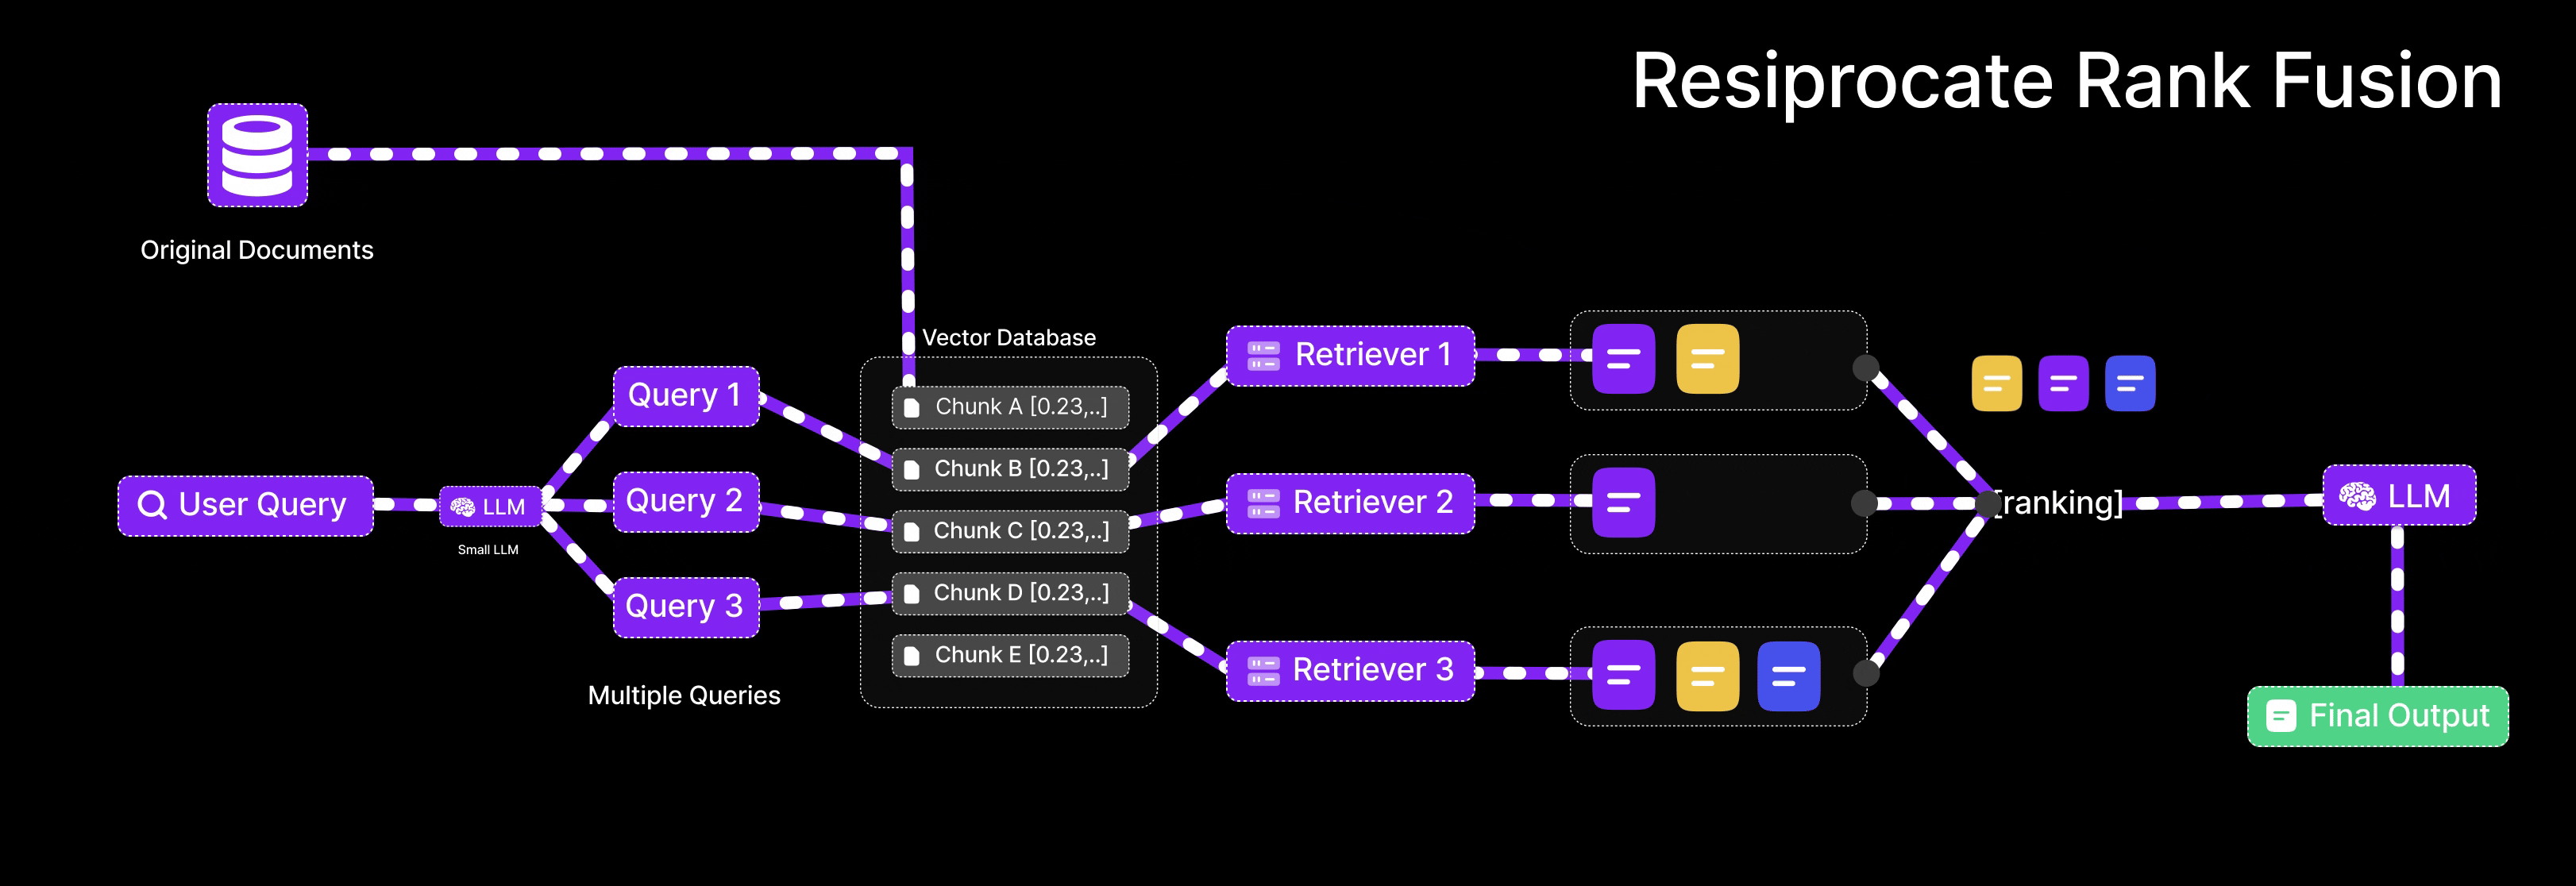 Resiprocate Rank Fusion
Original Documents
User Query
LLM
Small LLM
Query 1
Query 2
Query 3
Multiple Queries
Vector Database
Chunk A [0.23,..]
Chunk B [0.23,..]
Chunk C [0.23,..]
Chunk D [0.23,..]
Chunk E [0.23,..]
Retriever 1
Retriever 2
Retriever 3
[ranking]
LLM
Final Output